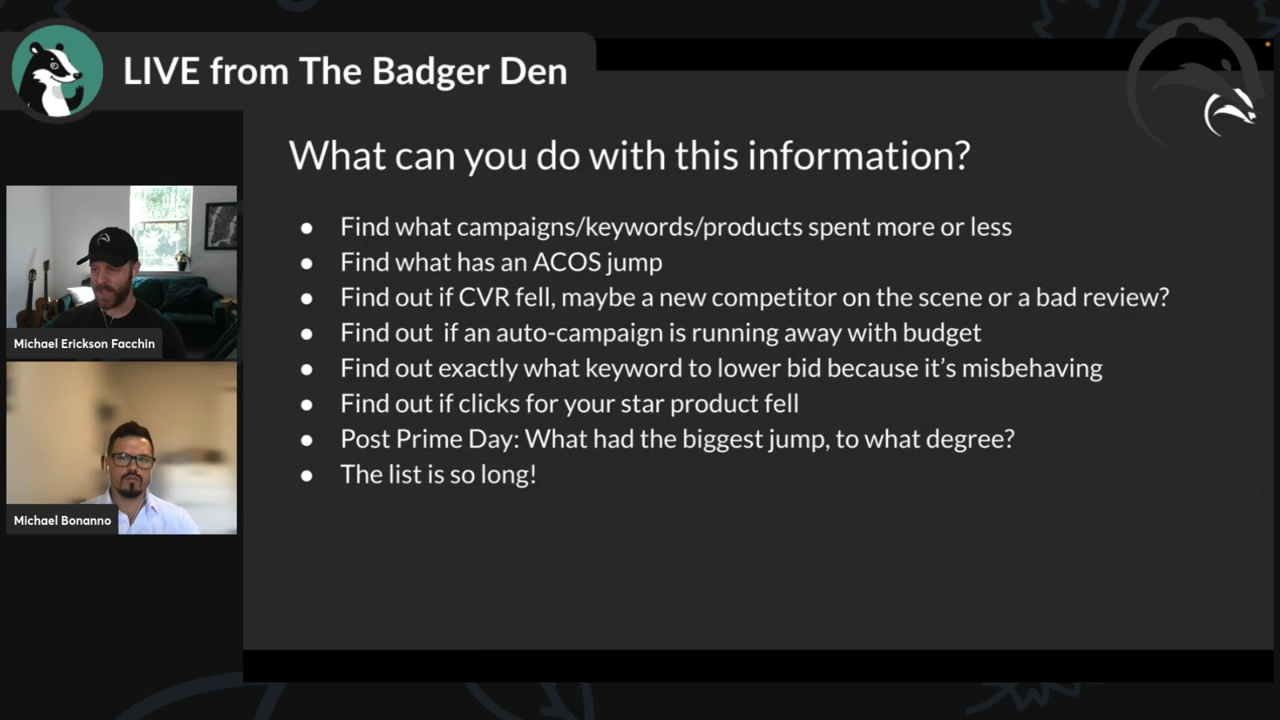 LIVE from The Badger Den
What can you do with this information?
● Find what campaigns/keywords/products spent more or less
● Find what has an ACOS jump
● Find out if CVR fell, maybe a new competitor on the scene or a bad review?
● Find out  if an auto-campaign is running away with budget
● Find out exactly what keyword to lower bid because it’s misbehaving
● Find out if clicks for your star product fell
● Post Prime Day: What had the biggest jump, to what degree?
● The list is so long!
Michael Erickson Facchin
Michael Bonanno